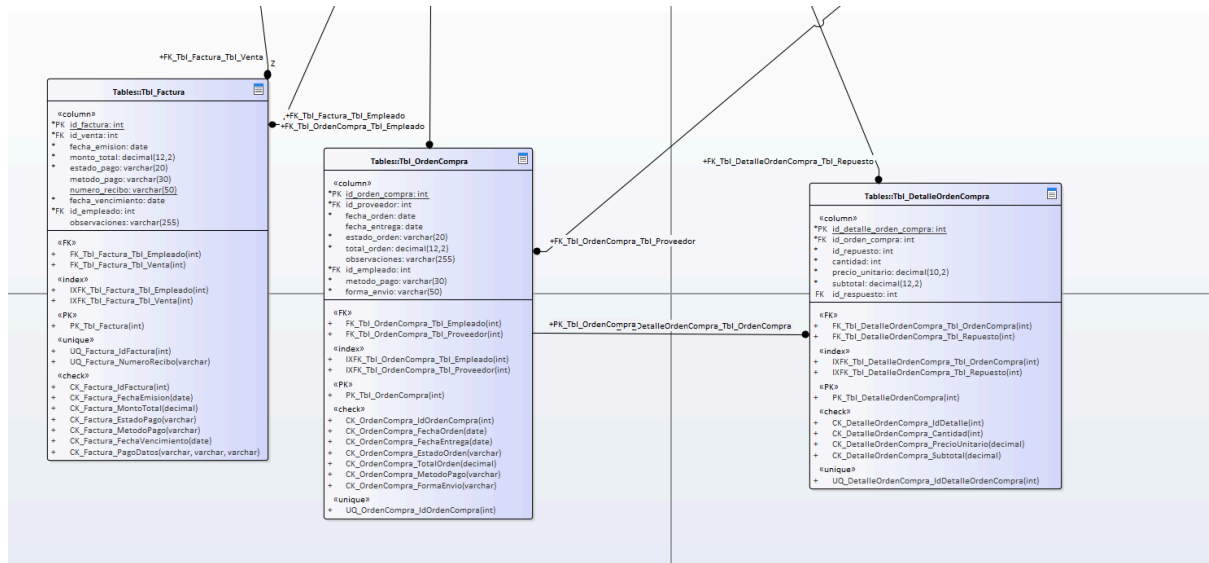 +FK_Tbl_Factura_Tbl_Venta
Z
Tables::Tbl_Factura
«column»
*PK id_factura: int
*FK id_venta: int
* fecha_emision: date
* monto_total: decimal(12,2)
* estado_pago: varchar(20)
metodo_pago: varchar(30)
numero_recibo: varchar(50)
* fecha_vencimiento: date
*FK id_empleado: int
observaciones: varchar(255)
«FK»
+ FK_Tbl_Factura_Tbl_Empleado(int)
+ FK_Tbl_Factura_Tbl_Venta(int)
«index»
+ IXFK_Tbl_Factura_Tbl_Empleado(int)
+ IXFK_Tbl_Factura_Tbl_Venta(int)
«PK»
+ PK_Tbl_Factura(int)
«unique»
+ UQ_Factura_IdFactura(int)
+ UQ_Factura_NumeroRecibo(varchar)
«check»
+ CK_Factura_IdFactura(int)
+ CK_Factura_FechaEmision(date)
+ CK_Factura_MontoTotal(decimal)
+ CK_Factura_EstadoPago(varchar)
+ CK_Factura_MetodoPago(varchar)
+ CK_Factura_FechaVencimiento(date)
+ CK_Factura_PagoDatos(varchar, varchar, varchar)
+FK_Tbl_Factura_Tbl_Empleado
+FK_Tbl_OrdenCompra_Tbl_Empleado
Tables::Tbl_OrdenCompra
«column»
*PK id_orden_compra: int
*FK id_proveedor: int
* fecha_orden: date
fecha_entrega: date
* estado_orden: varchar(20)
* total_orden: decimal(12,2)
observaciones: varchar(255)
*FK id_empleado: int
* metodo_pago: varchar(30)
* forma_envio: varchar(50)
«FK»
+ FK_Tbl_OrdenCompra_Tbl_Empleado(int)
+ FK_Tbl_OrdenCompra_Tbl_Proveedor(int)
«index»
+ IXFK_Tbl_OrdenCompra_Tbl_Empleado(int)
+ IXFK_Tbl_OrdenCompra_Tbl_Proveedor(int)
«PK»
+ PK_Tbl_OrdenCompra(int)
«check»
+ CK_OrdenCompra_IdOrdenCompra(int)
+ CK_OrdenCompra_FechaOrden(date)
+ CK_OrdenCompra_FechaEntrega(date)
+ CK_OrdenCompra_EstadoOrden(varchar)
+ CK_OrdenCompra_TotalOrden(decimal)
+ CK_OrdenCompra_MetodoPago(varchar)
+ CK_OrdenCompra_FormaEnvio(varchar)
«unique»
+ UQ_OrdenCompra_IdOrdenCompra(int)
+FK_Tbl_OrdenCompra_Tbl_Proveedor
+PK_Tbl_OrdenCompra
DetalleOrdenCompra_Tbl_OrdenCompra
+FK_Tbl_DetalleOrdenCompra_Tbl_Repuesto
Tables::Tbl_DetalleOrdenCompra
«column»
*PK id_detalle_orden_compra: int
*FK id_orden_compra: int
* id_repuesto: int
* cantidad: int
* precio_unitario: decimal(10,2)
* subtotal: decimal(12,2)
FK id_respuesto: int
«FK»
+ FK_Tbl_DetalleOrdenCompra_Tbl_OrdenCompra(int)
+ FK_Tbl_DetalleOrdenCompra_Tbl_Repuesto(int)
«index»
+ IXFK_Tbl_DetalleOrdenCompra_Tbl_OrdenCompra(int)
+ IXFK_Tbl_DetalleOrdenCompra_Tbl_Repuesto(int)
«PK»
+ PK_Tbl_DetalleOrdenCompra(int)
«check»
+ CK_DetalleOrdenCompra_IdDetalle(int)
+ CK_DetalleOrdenCompra_Cantidad(int)
+ CK_DetalleOrdenCompra_PrecioUnitario(decimal)
+ CK_DetalleOrdenCompra_Subtotal(decimal)
«unique»
+ UQ_DetalleOrdenCompra_IdDetalleOrdenCompra(int)